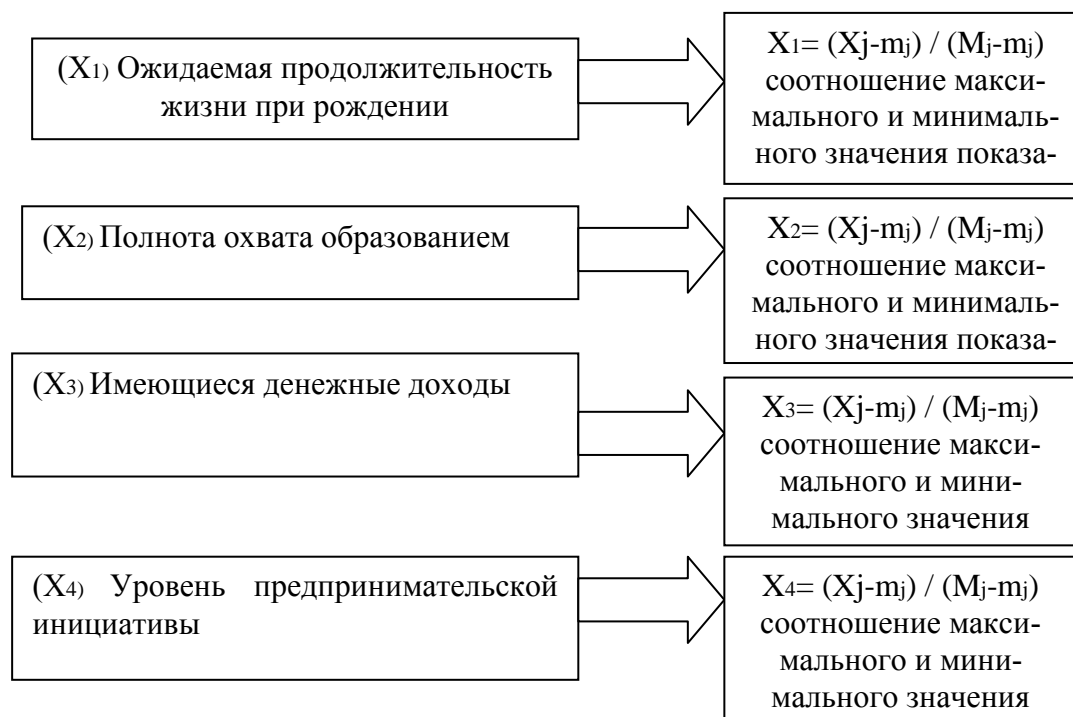 (X1) Ожидаемая продолжительность
жизни при рождении
X1= (Xj-mj) / (Mj-mj)
соотношение макси-
мального и минималь-
ного значения показа-
(X2) Полнота охвата образованием
X2= (Xj-mj) / (Mj-mj)
соотношение макси-
мального и минималь-
ного значения показа-
(X3) Имеющиеся денежные доходы
X3= (Xj-mj) / (Mj-mj)
соотношение макси-
мального и мини-
мального значения
(X4) Уровень предпринимательской
инициативы
X4= (Xj-mj) / (Mj-mj)
соотношение макси-
мального и мини-
мального значения